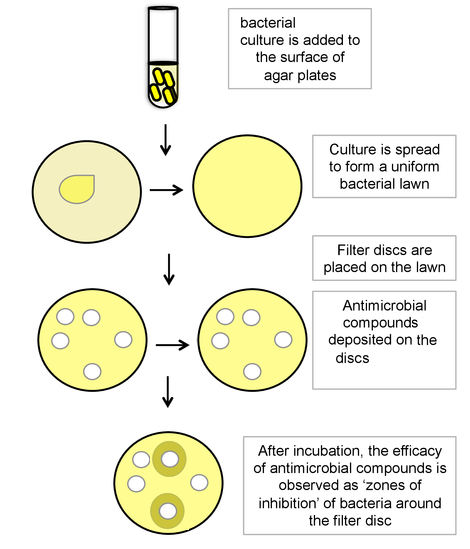 bacterial
culture is added to
the surface of
agar plates
Culture is spread
to form a uniform
bacterial lawn
Filter discs are
placed on the lawn
Antimicrobial
compounds
deposited on the
discs
After incubation, the efficacy
of antimicrobial compounds is
observed as ‘zones of
inhibition’ of bacteria around
the filter disc